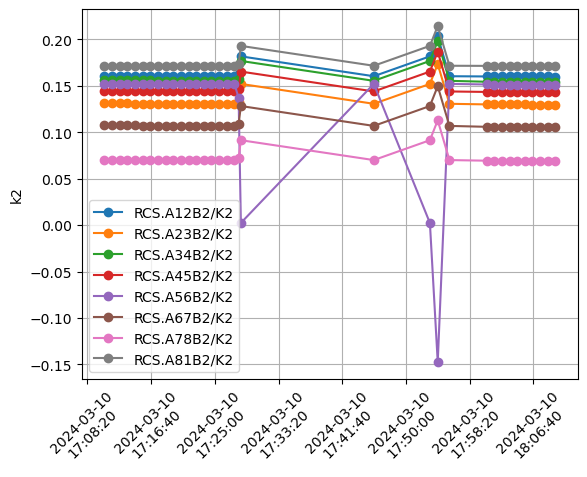 0.20
0.15
0.10
0.05
0.00
−0.05
−0.10
−0.15
k2
RCS.A12B2/K2
RCS.A23B2/K2
RCS.A34B2/K2
RCS.A45B2/K2
RCS.A56B2/K2
RCS.A67B2/K2
RCS.A78B2/K2
RCS.A81B2/K2
2024-03-10
17:08:20
2024-03-10
17:16:40
2024-03-10
17:25:00
2024-03-10
17:33:20
2024-03-10
17:41:40
2024-03-10
17:50:00
2024-03-10
17:58:20
2024-03-10
18:06:40